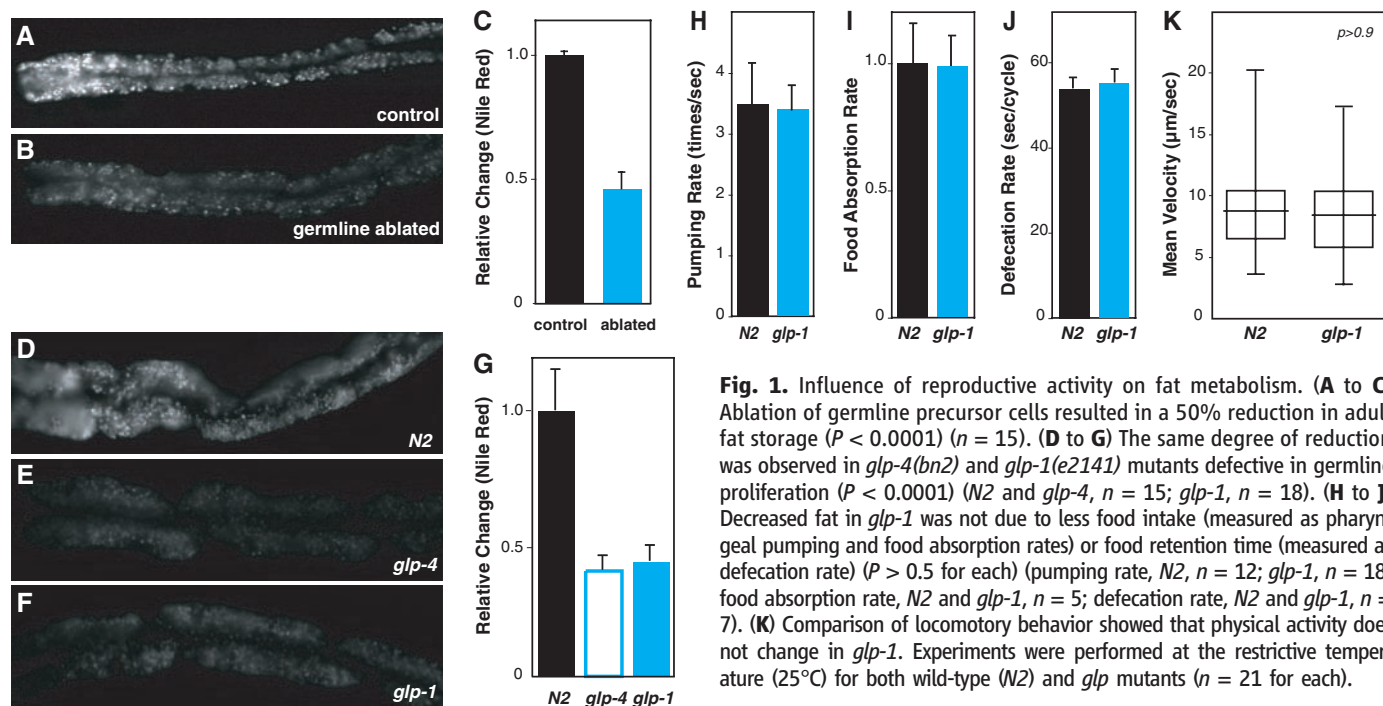 A
control
B
germline ablated
C
Relative Change (Nile Red)
1.0
0.5
0
control ablated
D
N2
E
glp-4
F
glp-1
G
Relative Change (Nile Red)
1.0
0.5
0
N2 glp-4 glp-1
H
Pumping Rate (times/sec)
4
3
2
1
0
N2 glp-1
I
Food Absorption Rate
1.0
0.5
0
N2 glp-1
J
Defecation Rate (sec/cycle)
60
40
20
0
N2 glp-1
K
p>0.9
Mean Velocity (µm/sec)
20
15
10
5
0
N2 glp-1
Fig. 1. Influence of reproductive activity on fat metabolism. (A to C
Ablation of germline precursor cells resulted in a 50% reduction in adul
fat storage (P < 0.0001) (n = 15). (D to G) The same degree of reduction
was observed in glp-4(bn2) and glp-1(e2141) mutants defective in germline
proliferation (P < 0.0001) (N2 and glp-4, n = 15; glp-1, n = 18). (H to J
Decreased fat in glp-1 was not due to less food intake (measured as pharyn
geal pumping and food absorption rates) or food retention time (measured a
defecation rate) (P > 0.5 for each) (pumping rate, N2, n = 12; glp-1, n = 18
food absorption rate, N2 and glp-1, n = 5; defecation rate, N2 and glp-1, n =
7). (K) Comparison of locomotory behavior showed that physical activity doe
not change in glp-1. Experiments were performed at the restrictive temper
ature (25°C) for both wild-type (N2) and glp mutants (n = 21 for each).